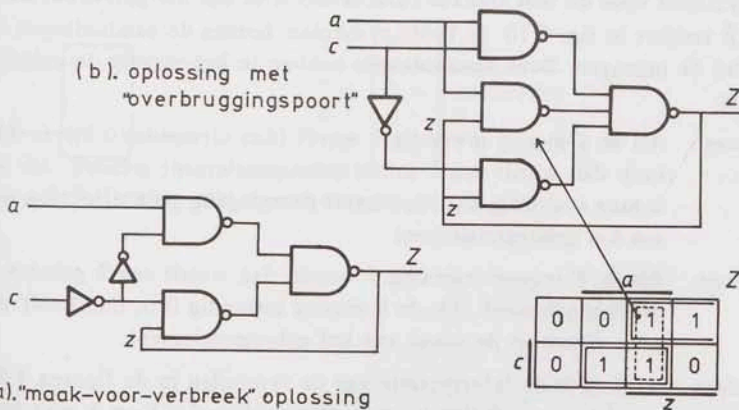 a
c
(b). oplossing met
"overbruggingspoort"
z
Z
z
a
Z
c
z
a
Z
0 0 1 1
c
0 1 1 0
z
a)."maak-voor-verbreek" oplossing